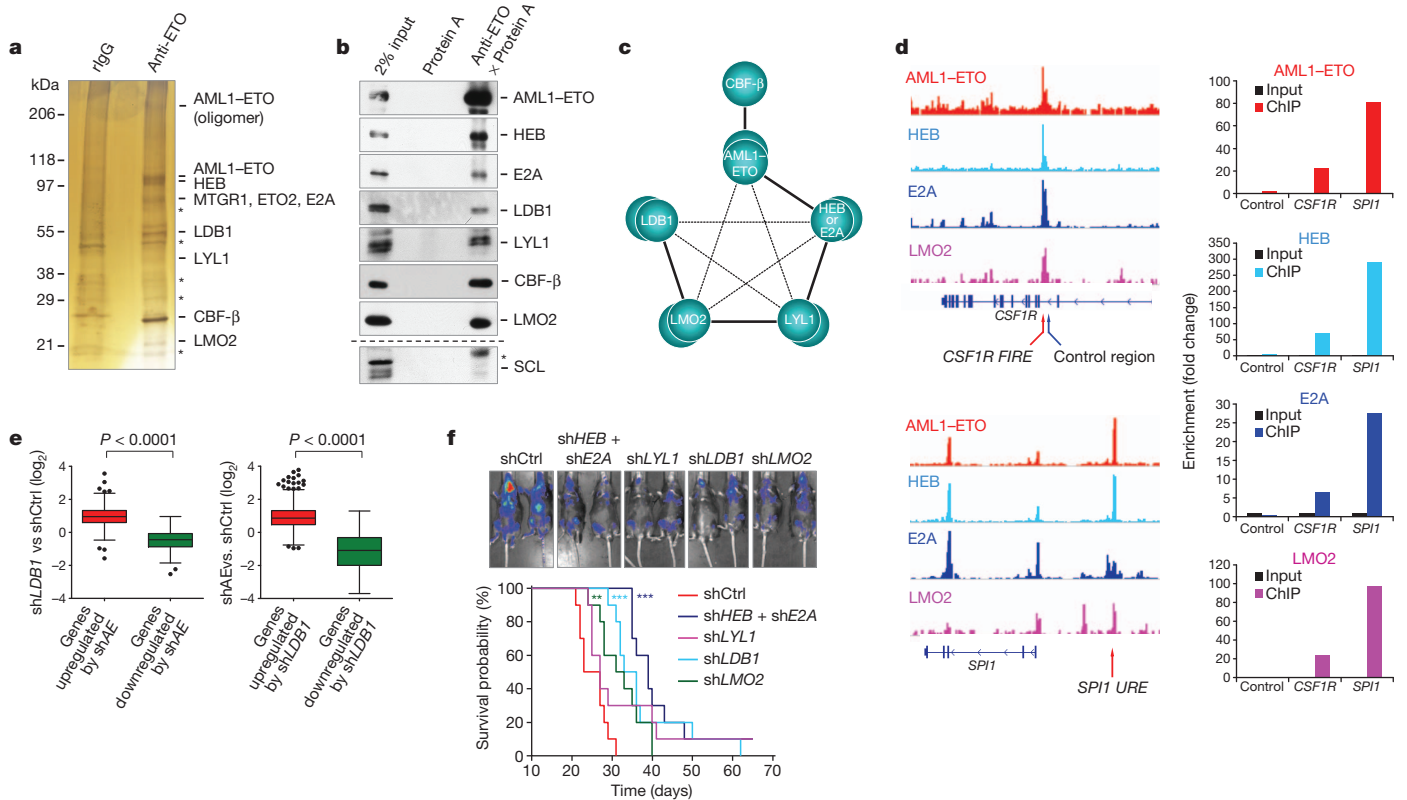 a
rIgG
Anti-ETO
kDa
206
118
97
55
38
29
21
AML1–ETO
(oligomer)
AML1–ETO
HEB
MTGR1, ETO2, E2A
*
LDB1
*
LYL1
*
*
CBF-β
LMO2
*
b
2% input
Protein A
Anti-ETO
× Protein A
AML1–ETO
HEB
E2A
LDB1
LYL1
CBF-β
LMO2
*
SCL
c
CBF-β
AML1–
ETO
LDB1
HEB
or
E2A
LMO2
LYL1
d
AML1–ETO
HEB
E2A
LMO2
CSF1R
CSF1R FIRE
Control region
AML1–ETO
HEB
E2A
LMO2
SPI1
SPI1 URE
Enrichment (fold change)
AML1–ETO
Input
ChIP
100
80
60
40
20
0
Control
CSF1R
SPI1
HEB
Input
ChIP
350
300
250
200
150
100
50
0
Control
CSF1R
SPI1
E2A
Input
ChIP
30
25
20
15
10
5
0
Control
CSF1R
SPI1
LMO2
Input
ChIP
120
100
80
60
40
20
0
Control
CSF1R
SPI1
e
P < 0.0001
shLDB1 vs shCtrl (log2)
4
2
0
−2
−4
Genes
upregulated
by shAE
Genes
downregulated
by shAE
P < 0.0001
shAEvs. shCtrl (log2)
4
2
0
−2
−4
Genes
upregulated
by shLDB1
Genes
downregulated
by shLDB1
f
shCtrl
shHEB +
shE2A
shLYL1
shLDB1
shLMO2
Survival probability (%)
100
80
60
40
20
0
** *** ***
shCtrl
shHEB + shE2A
shLYL1
shLDB1
shLMO2
10 20 30 40 50 60 70
Time (days)